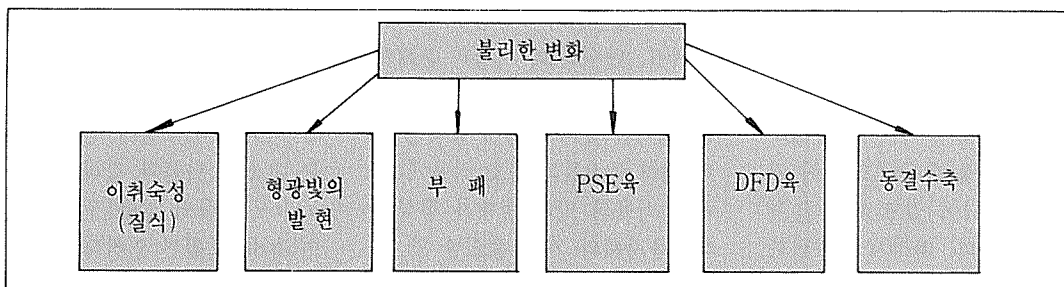 불리한 변화
이취숙성
(질식)
형광빛의
발 현
부 패
PSE육
DFD육
동결수축